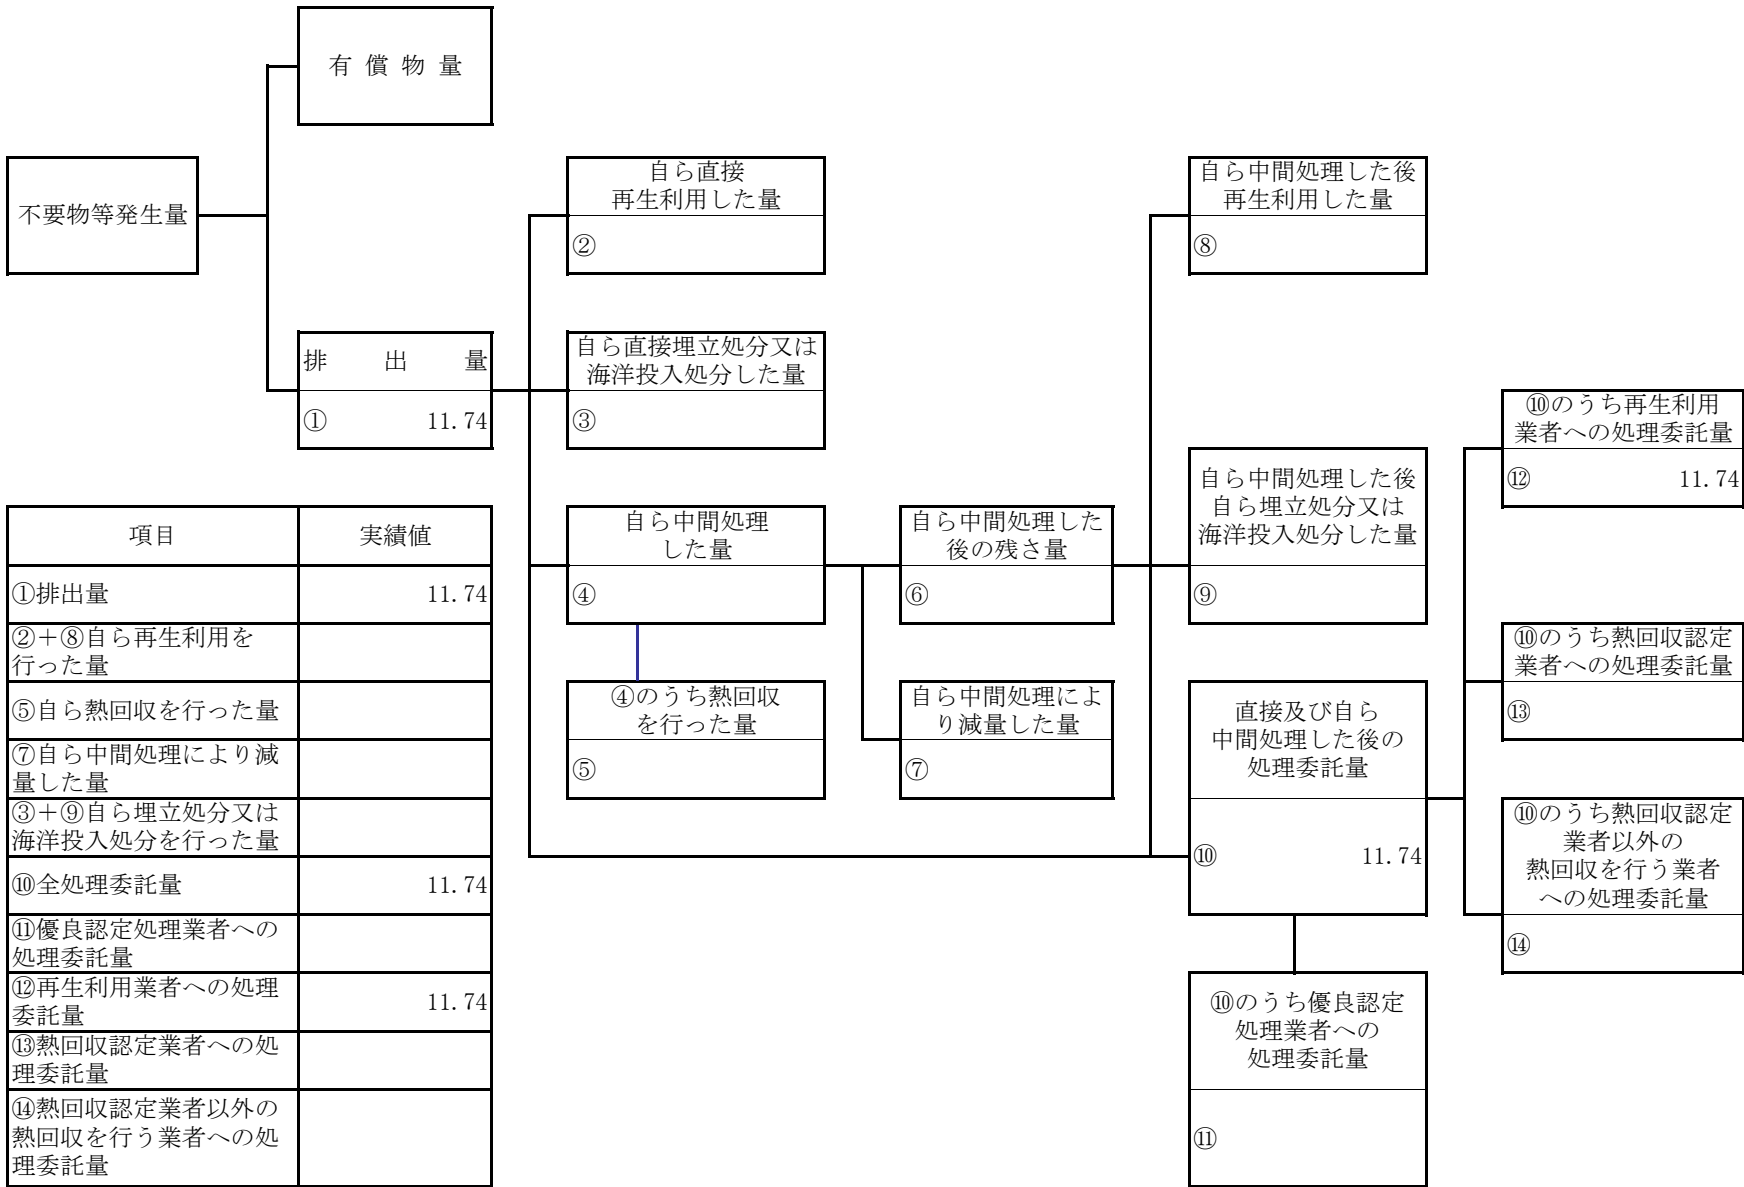 有償物量
不要物等発生量
自ら直接
再生利用した量
②
自ら中間処理した後
再生利用した量
⑧
排出量
① 11.74
自ら直接埋立処分又は
海洋投入処分した量
③
⑩のうち再生利用
業者への処理委託量
⑫ 11.74
自ら中間処理した後
自ら埋立処分又は
海洋投入処分した量
⑨
自ら中間処理
した量
④
自ら中間処理した
後の残さ量
⑥
⑩のうち熱回収認定
業者への処理委託量
⑬
④のうち熱回収
を行った量
⑤
自ら中間処理によ
り減量した量
⑦
直接及び自ら
中間処理した後の
処理委託量
⑩ 11.74
⑩のうち熱回収認定
業者以外の
熱回収を行う業者
への処理委託量
⑭
⑩のうち優良認定
処理業者への
処理委託量
⑪
項目 実績値
①排出量 11.74
②+⑧自ら再生利用を
行った量
⑤自ら熱回収を行った量
⑦自ら中間処理により減
量した量
③+⑨自ら埋立処分又は
海洋投入処分を行った量
⑩全処理委託量 11.74
⑪優良認定処理業者への
処理委託量
⑫再生利用業者への処理
委託量 11.74
⑬熱回収認定業者への処
理委託量
⑭熱回収認定業者以外の
熱回収を行う業者への処
理委託量